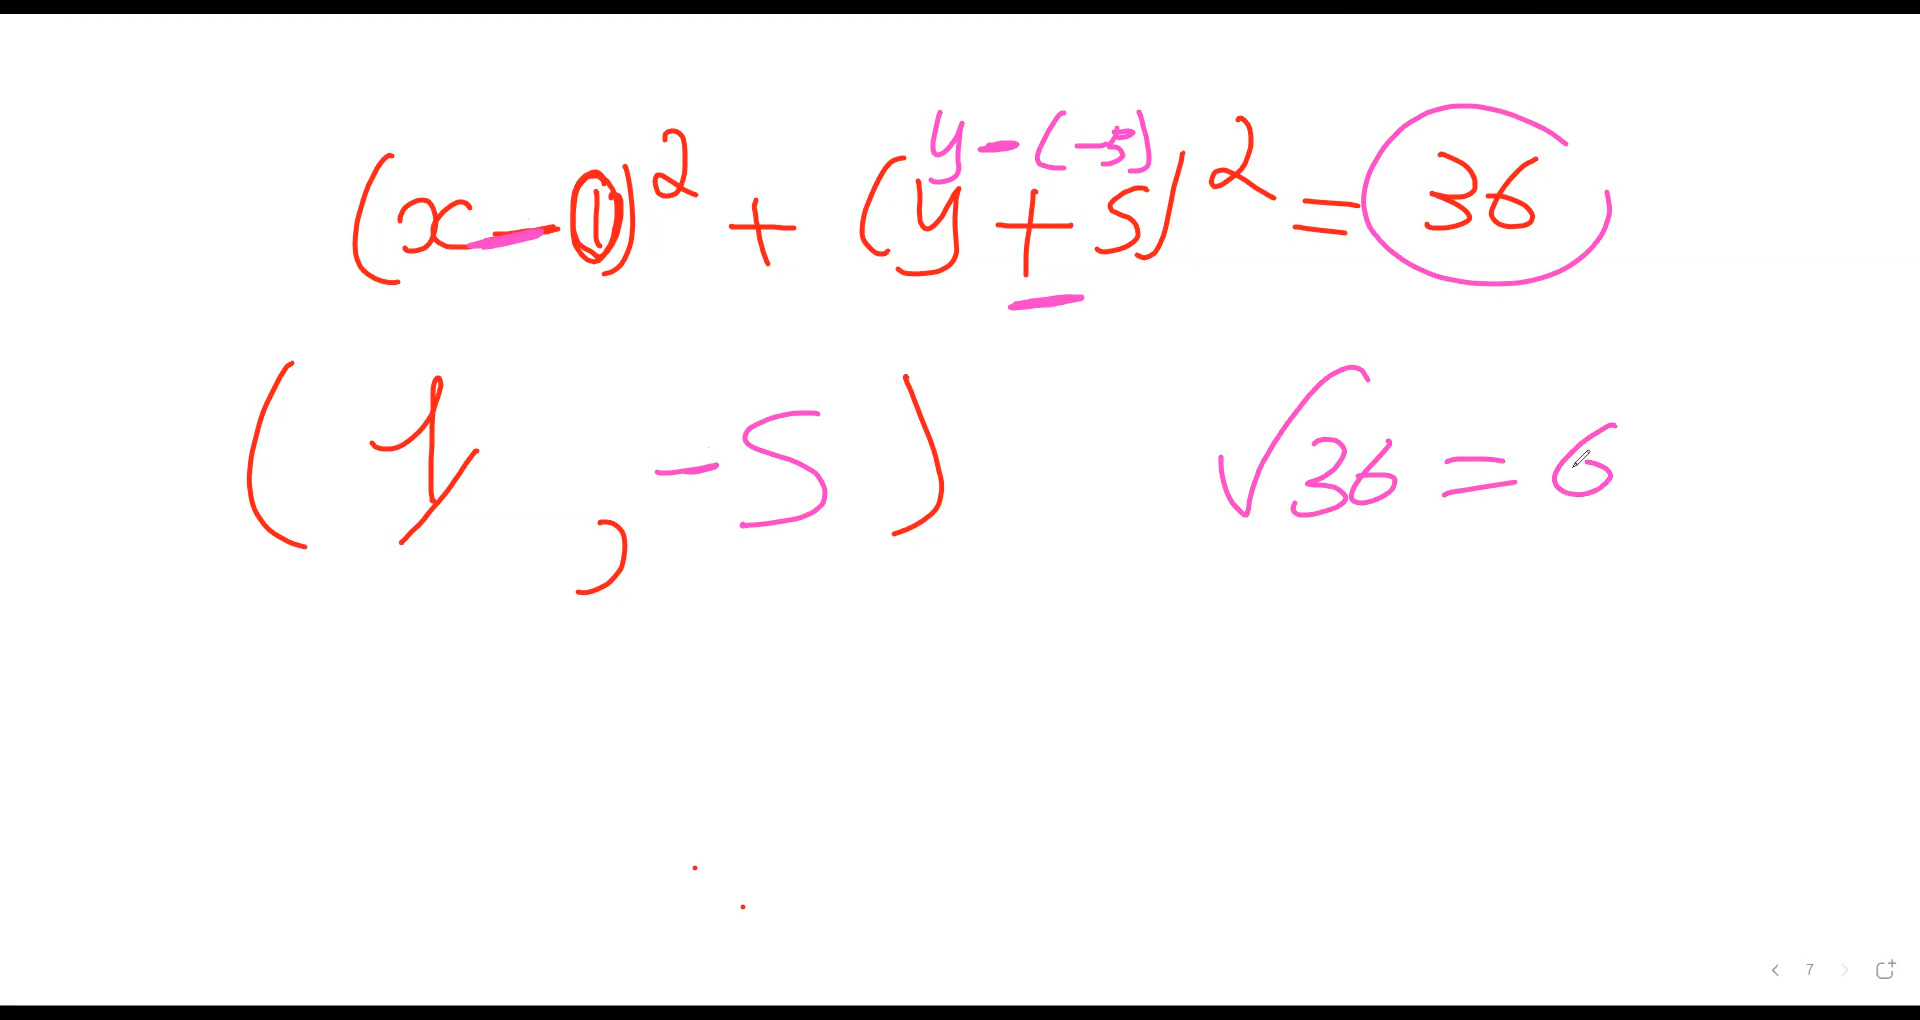 y - (-5)
(x - 1)² + (y + 5)² = 36
(1, -5) √36 = 6
7